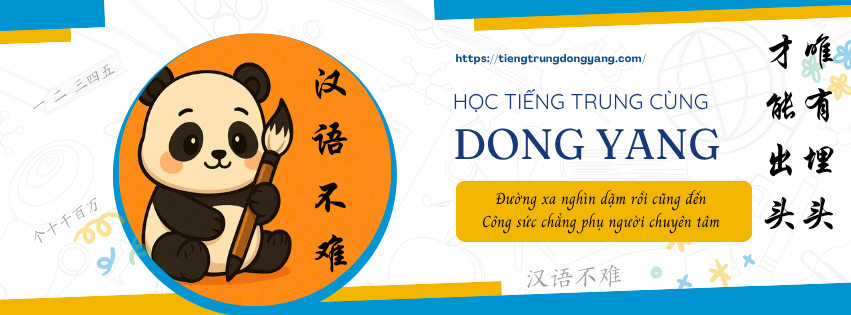 一 二 三四五
个十千百万
汉语不难
https://tiengtrungdongyang.com/
HỌC TIẾNG TRUNG CÙNG
DONG YANG
Đường xa nghìn dặm rồi cũng đến
Công sức chẳng phụ người chuyên tâm
汉语不难
唯有埋头
才能出头